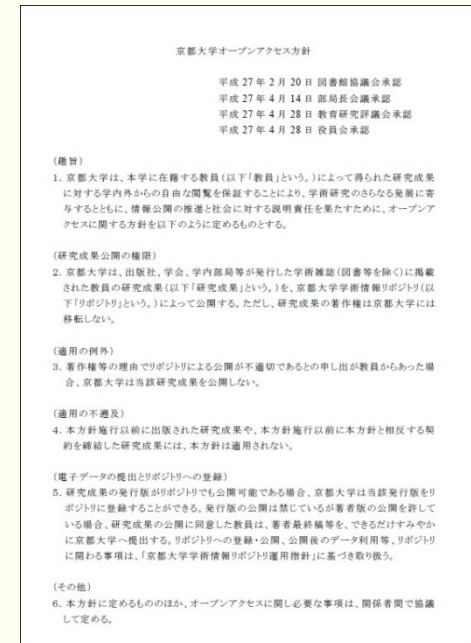 京都大学オープンアクセス方針
平成 27 年 2 月 20 日 図書館協議会承認
平成 27 年 4 月 14 日 部局長会議承認
平成 27 年 4 月 28 日 教育研究評議会承認
平成 27 年 4 月 28 日 役員会承認
(趣旨)
1. 京都大学は、本学に在籍する教員(以下「教員」という。)によって得られた研究成果
に対する学内外からの自由な閲覧を保証することにより、学術研究のさらなる発展に寄
与するとともに、情報公開の推進と社会に対する説明責任を果たすために、オープンア
クセスに関する方針を以下のように定めるものとする。
(研究成果公開の権限)
2. 京都大学は、出版社、学会、学内部局等が発行した学術雑誌(図書等を除く)に掲載
された教員の研究成果(以下「研究成果」という。)を、京都大学学術情報リポジトリ(以
下「リポジトリ」という。)によって公開する。ただし、研究成果の著作権は京都大学には
移転しない。
(適用の例外)
3. 著作権等の理由でリポジトリによる公開が不適切であるとの申し出が教員からあった場
合、京都大学は当該研究成果を公開しない。
(適用の不遡及)
4. 本方針施行以前に出版された研究成果や、本方針施行以前に本方針と相反する契
約を締結した研究成果には、本方針は適用されない。
(電子データの提出とリポジトリへの登録)
5. 研究成果の発行版がリポジトリでも公開可能である場合、京都大学は当該発行版をリ
ポジトリに登録することができる。発行版の公開は禁じているが著者版の公開を許して
いる場合、研究成果の公開に同意した教員は、著者最終稿等を、できるだけすみやか
に京都大学へ提出する。リポジトリへの登録・公開、公開後のデータ利用等、リポジトリ
に関わる事項は、「京都大学学術情報リポジトリ運用指針」に基づき取り扱う。
(その他)
6. 本方針に定めるもののほか、オープンアクセスに関し必要な事項は、関係者間で協議
して定める。